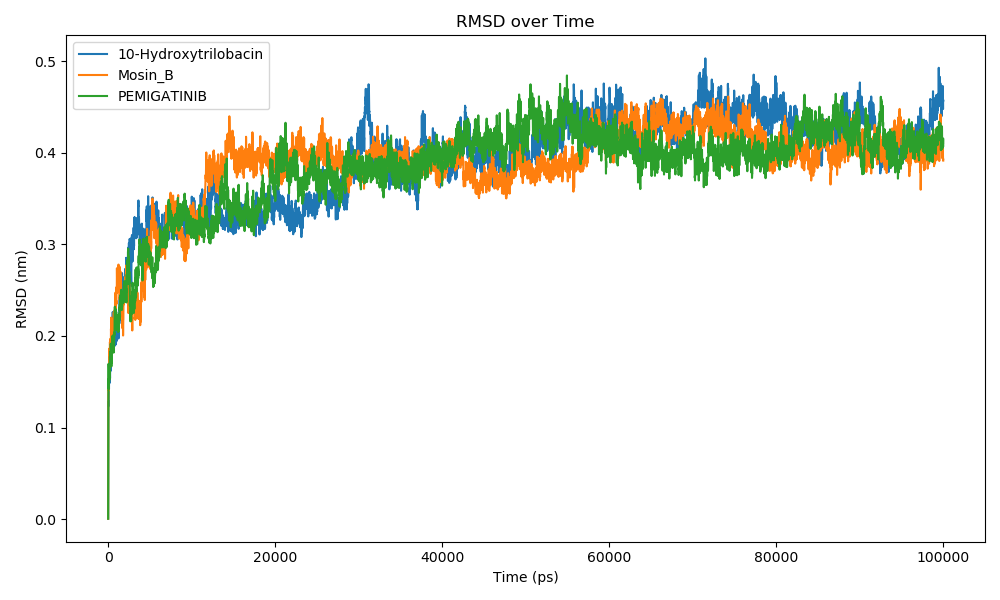 RMSD over Time
10-Hydroxytrilobacin
Mosin_B
PEMIGATINIB
RMSD (nm)
0.5
0.4
0.3
0.2
0.1
0.0
0 20000 40000 60000 80000 100000
Time (ps)